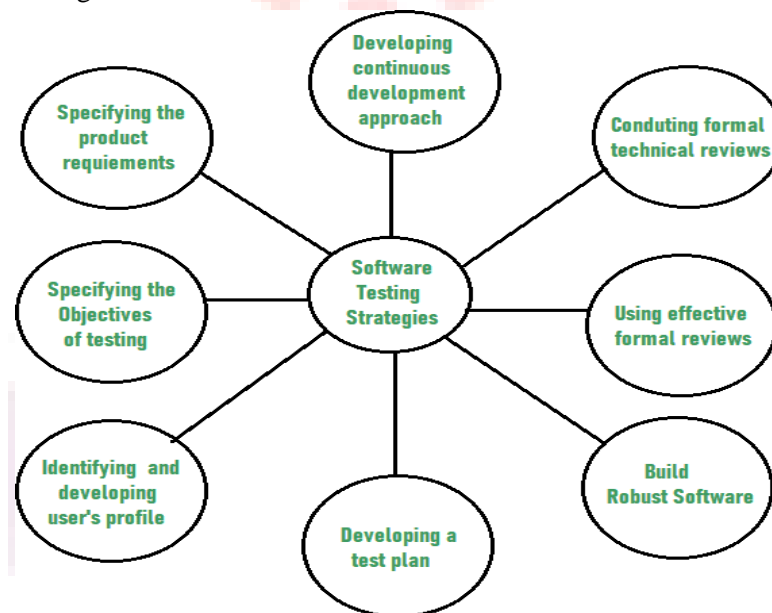 Developing
continuous
development
approach
Specifying the
product
requiements
Conduting formal
technical reviews
Software
Testing
Strategies
Specifying the
Objectives
of testing
Using effective
formal reviews
Identifying and
developing
user's profile
Build
Robust Software
Developing a
test plan